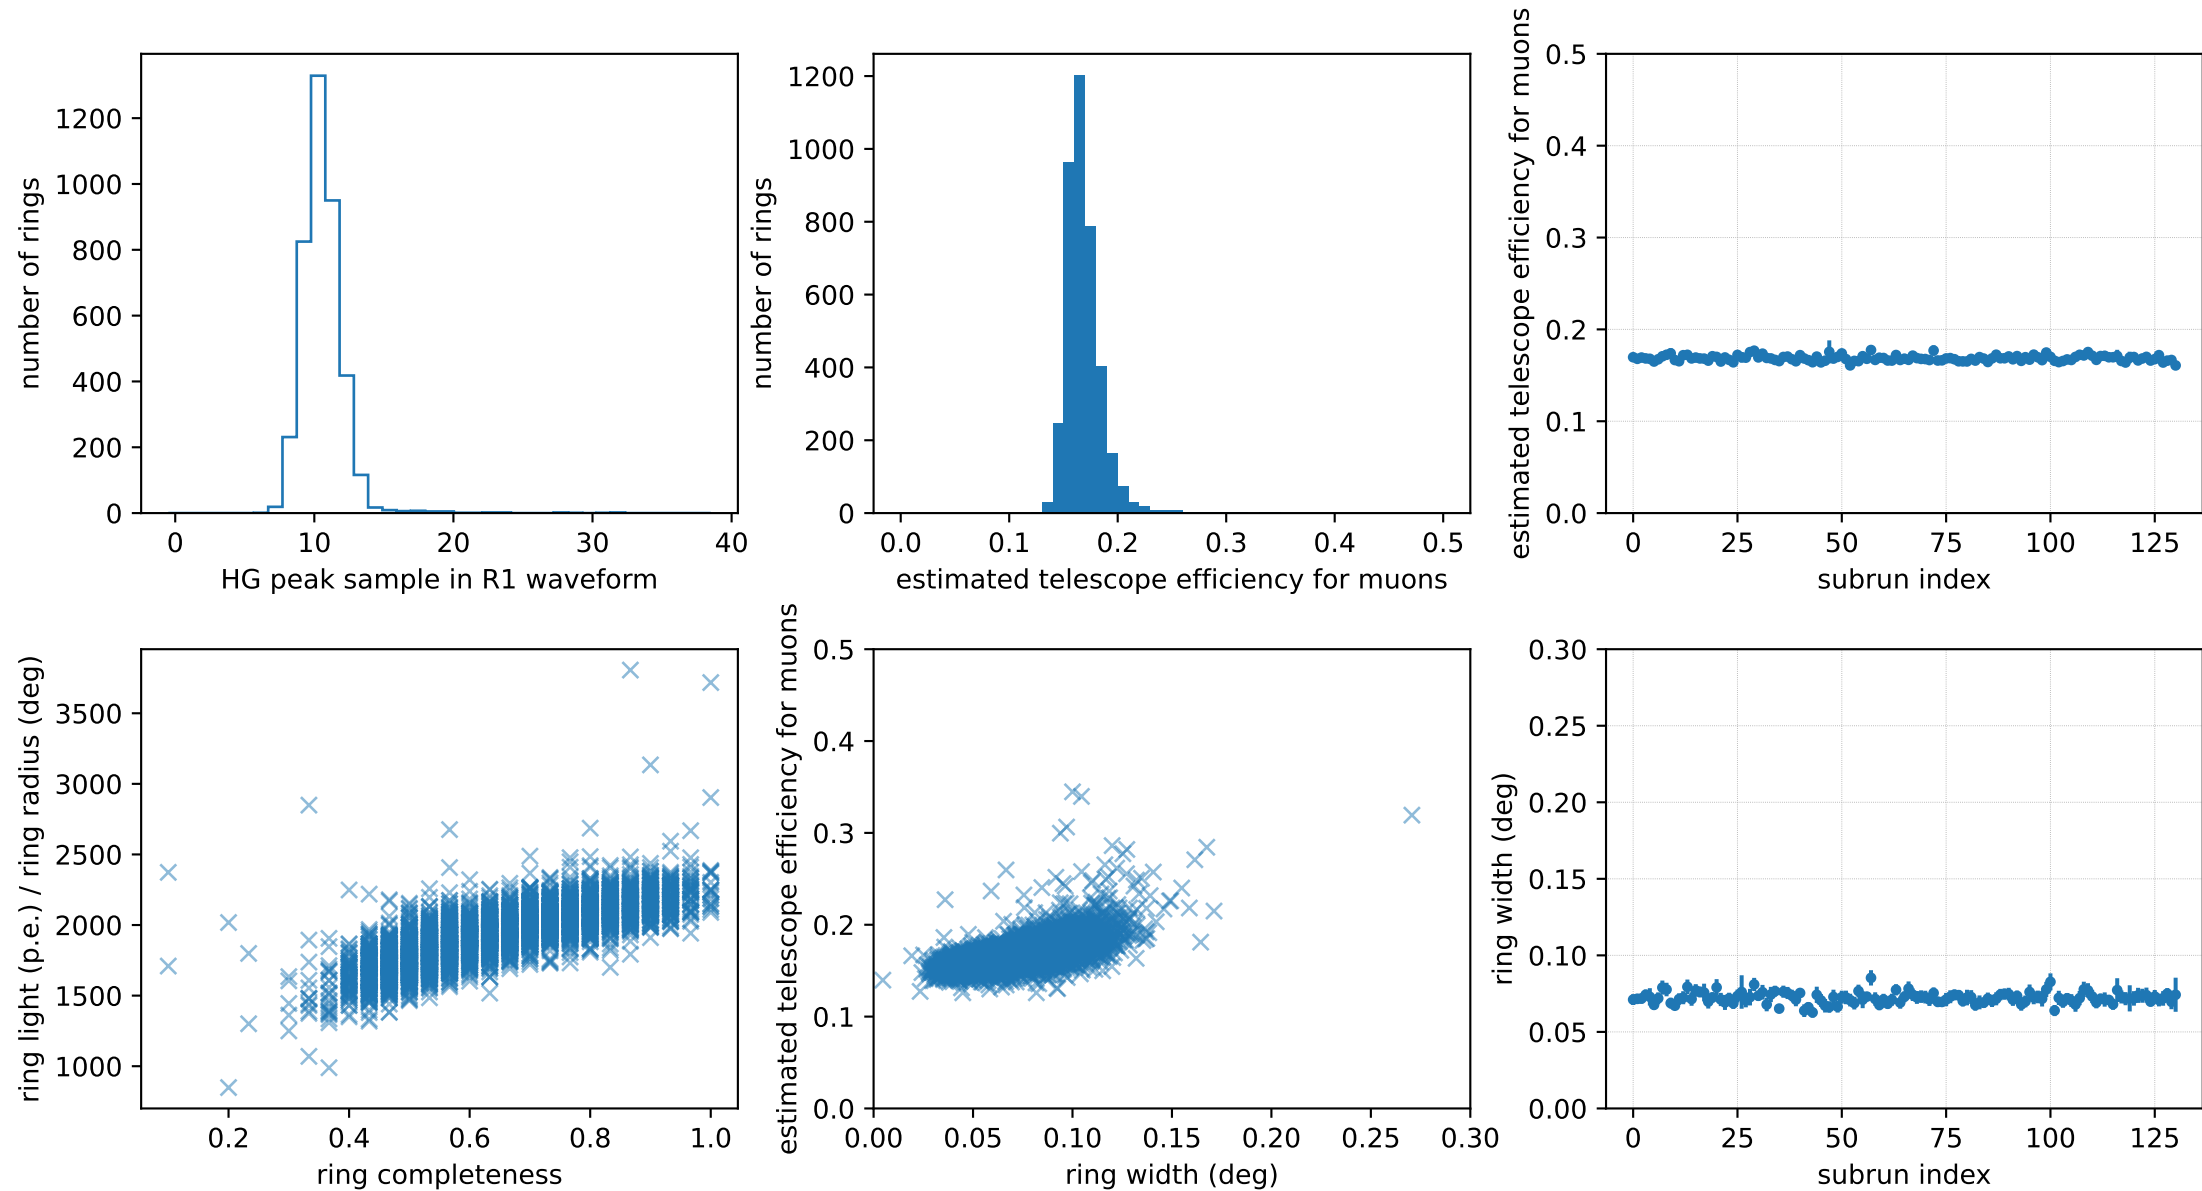 number of rings
1200
1000
800
600
400
200
0
0 10 20 30 40
HG peak sample in R1 waveform
number of rings
1200
1000
800
600
400
200
0
0.0 0.1 0.2 0.3 0.4 0.5
estimated telescope efficiency for muons
estimated telescope efficiency for muons
0.5
0.4
0.3
0.2
0.1
0.0
0 25 50 75 100 125
subrun index
ring light (p.e.) / ring radius (deg)
3500
3000
2500
2000
1500
1000
0.2 0.4 0.6 0.8 1.0
ring completeness
estimated telescope efficiency for muons
0.5
0.4
0.3
0.2
0.1
0.0
0.00 0.05 0.10 0.15 0.20 0.25 0.30
ring width (deg)
ring width (deg)
0.30
0.25
0.20
0.15
0.10
0.05
0.00
0 25 50 75 100 125
subrun index